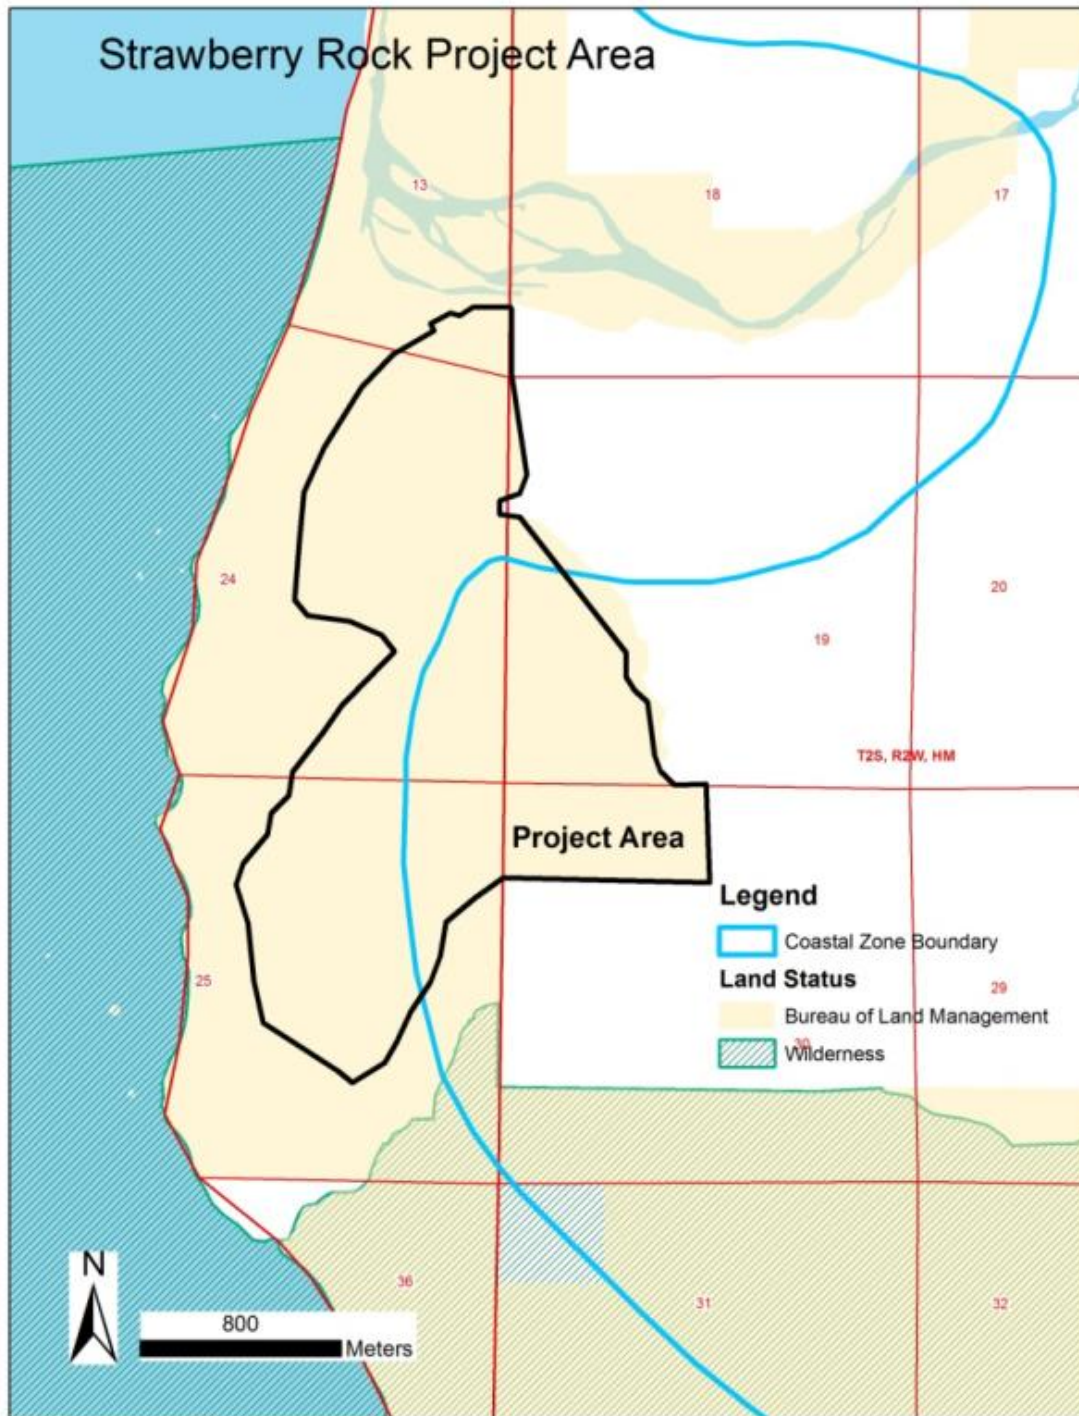 Strawberry Rock Project Area
13
18
17
24
20
19
T2S, R2W, HM
Project Area
Legend
Coastal Zone Boundary
Land Status
25
29
Bureau of Land Management
30
Wilderness
N
36
31
32
800
Meters